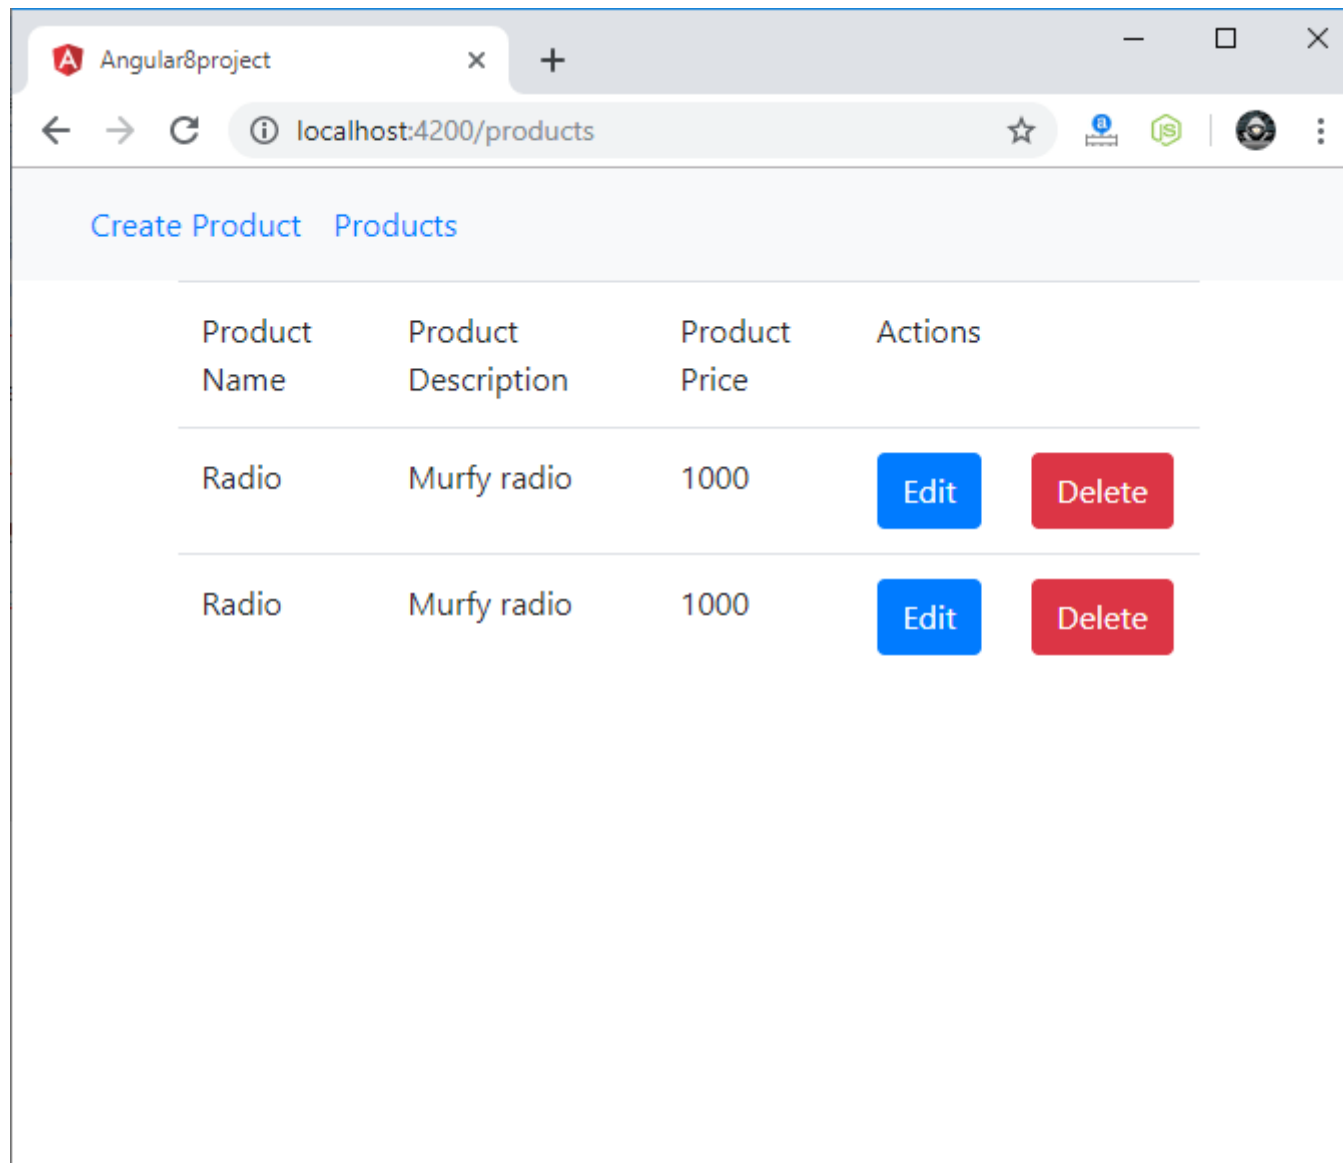 Angular8project
localhost:4200/products
Create Product Products
Product Name Product Description Product Price Actions
Radio Murfy radio 1000 Edit Delete
Radio Murfy radio 1000 Edit Delete